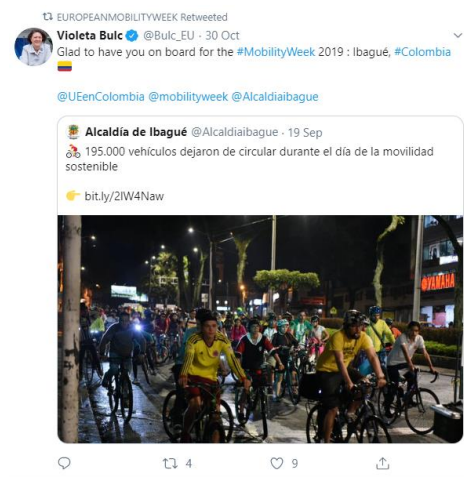 EUROPEANMOBILITYWEEK Retweeted
Violeta Bulc @Bulc_EU · 30 Oct
Glad to have you on board for the #MobilityWeek 2019 : Ibagué, #Colombia
@UEenColombia @mobilityweek @Alcaldiaibague
Alcaldía de Ibagué @Alcaldiaibague · 19 Sep
195.000 vehículos dejaron de circular durante el día de la movilidad
sostenible
bit.ly/2IW4Naw
YAMAHA
4
9